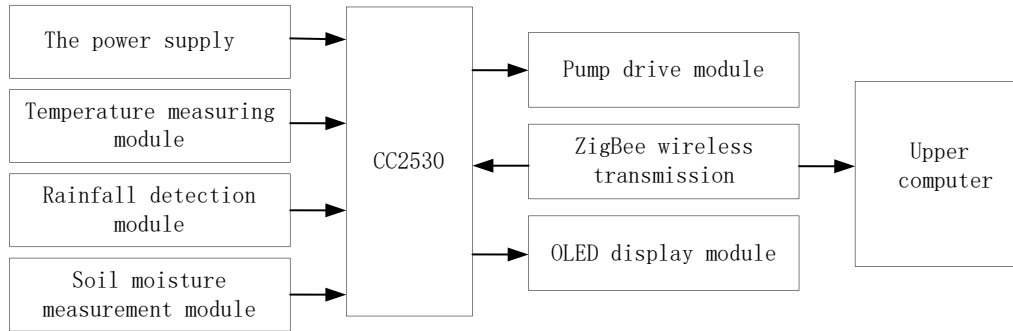 The power supply
Temperature measuring
module
Rainfall detection
module
Soil moisture
measurement module
CC2530
Pump drive module
ZigBee wireless
transmission
OLED display module
Upper
computer